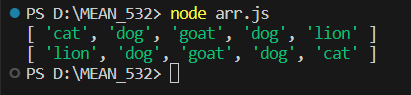 PS D:\MEAN_532> node arr.js
[ 'cat', 'dog', 'goat', 'dog', 'lion' ]
[ 'lion', 'dog', 'goat', 'dog', 'cat' ]
PS D:\MEAN_532>